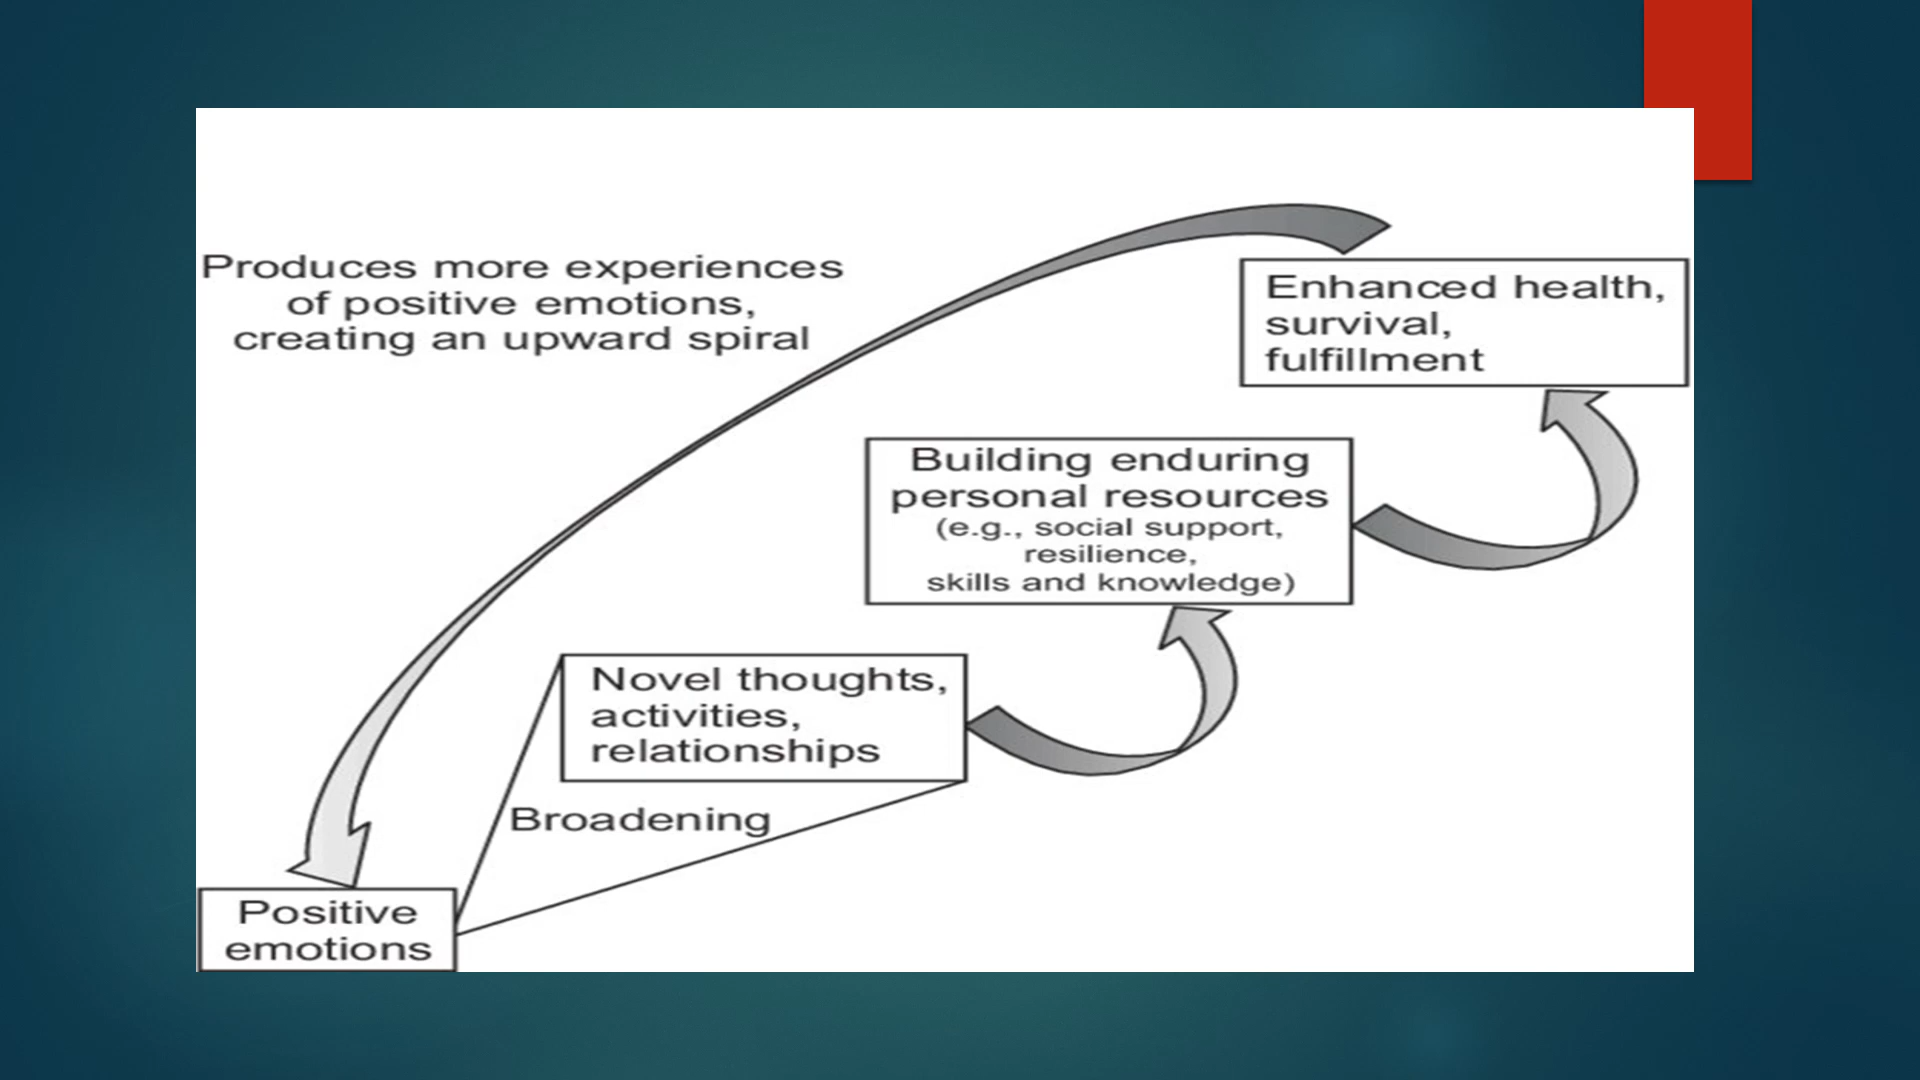 Produces more experiences
of positive emotions,
creating an upward spiral
Enhanced health,
survival,
fulfillment
Building enduring
personal resources
(e.g., social support,
resilience,
skills and knowledge)
Novel thoughts,
activities,
relationships
Broadening
Positive
emotions